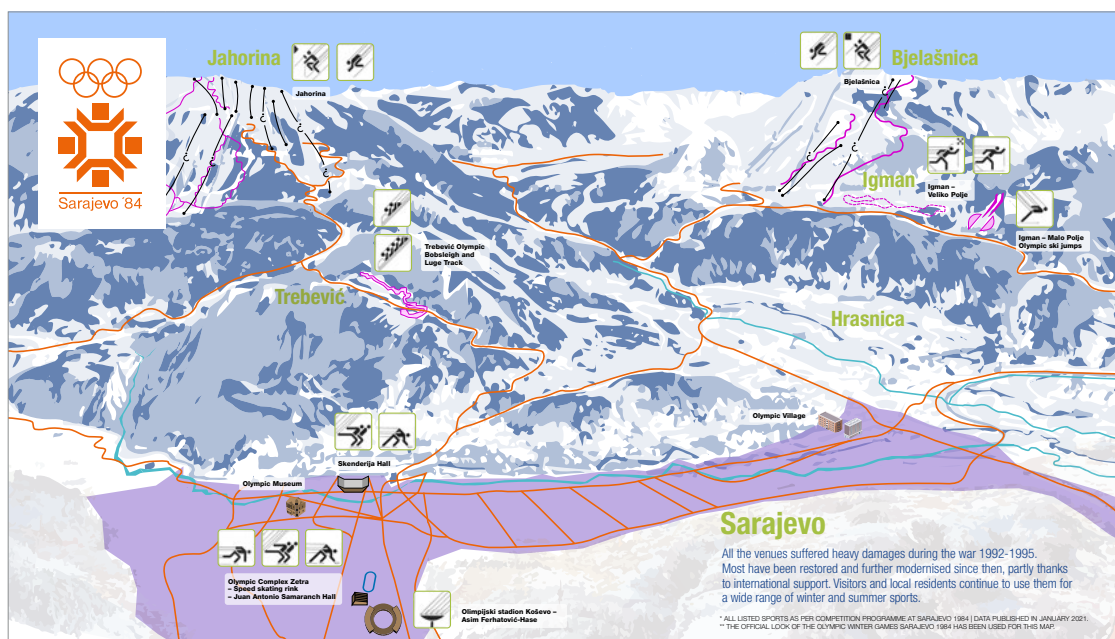 Jahorina
Jahorina
Bjelašnica
Bjelašnica
Sarajevo ´84
Igman
Igman –
Veliko Polje
Igman – Malo Polje
Olympic ski jumps
Trebević Olympic
Bobsleigh and
Luge Track
Trebević
Hrasnica
Olympic Village
Skenderija Hall
Olympic Museum
Olympic Complex Zetra
– Speed skating rink
– Juan Antonio Samaranch Hall
Olimpijski stadion Koševo –
Asim Ferhatović-Hase
Sarajevo
All the venues suffered heavy damages during the war 1992-1995.
Most have been restored and further modernised since then, partly thanks
to international support. Visitors and local residents continue to use them for
a wide range of winter and summer sports.
* ALL LISTED SPORTS AS PER COMPETITION PROGRAMME AT SARAJEVO 1984 | DATA PUBLISHED IN JANUARY 2021.
** THE OFFICIAL LOOK OF THE OLYMPIC WINTER GAMES SARAJEVO 1984 HAS BEEN USED FOR THIS MAP.